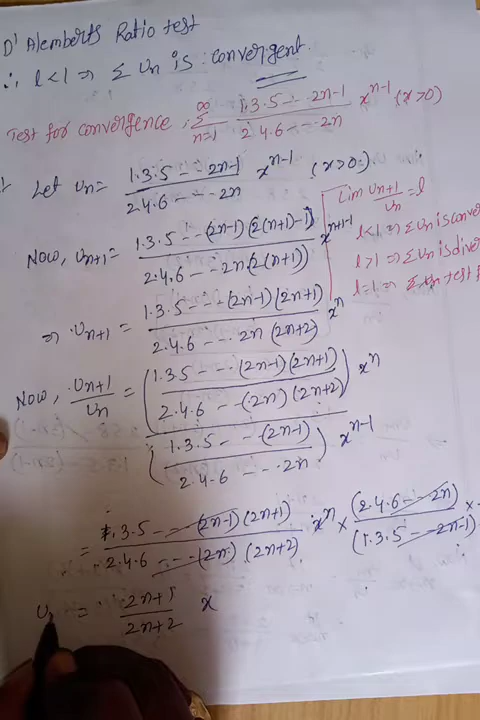 D' Alemberts Ratio test
∴ l<1 ⇒ Σ Un is convergent.
Test for convergence, Σ_{n=1}^{∞} (1.3.5---2n-1)/(2.4.6---2n) x^{n-1} (x>0)
Let Un = (1.3.5---2n-1)/(2.4.6---2n) x^{n-1} (x>0)
Lim Un+1/Un = l
l<1 ⇒ ΣUn is conver
l>1 ⇒ ΣUn is diver
l=1 ⇒ test f
Now, Un+1 = (1.3.5---(2n-1)(2(n+1)-1))/(2.4.6---2n.(2(n+1))) x^{n+1-1}
⇒ Un+1 = (1.3.5---(2n-1)(2n+1))/(2.4.6---2n (2n+2)) x^n
Now, Un+1/Un = ((1.3.5---(2n-1)(2n+1))/(2.4.6---(2n)(2n+2))) x^n / ((1.3.5---(2n-1))/(2.4.6---2n)) x^{n-1}
= (1.3.5---(2n-1)(2n+1))/(2.4.6---(2n).(2n+2)) x^n × (2.4.6---2n)/(1.3.5---2n-1) ×
U = (2n+1)/(2n+2) x